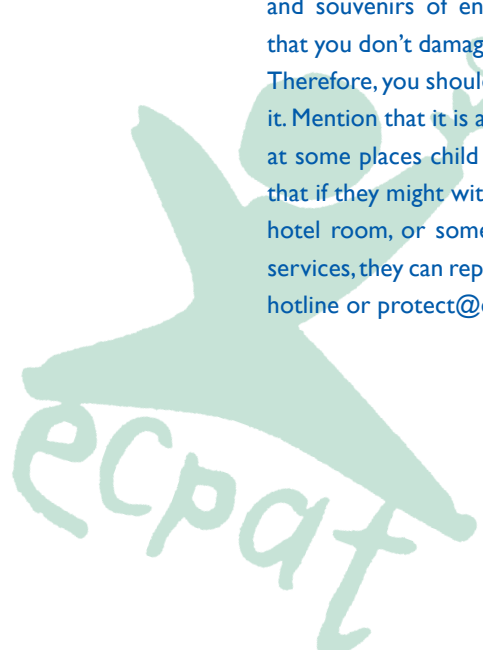 and souvenirs of en
that you don't damag
Therefore, you shoul
it. Mention that it is a
at some places child
that if they might wit
hotel room, or some
services, they can rep
hotline or protect@
ecpat